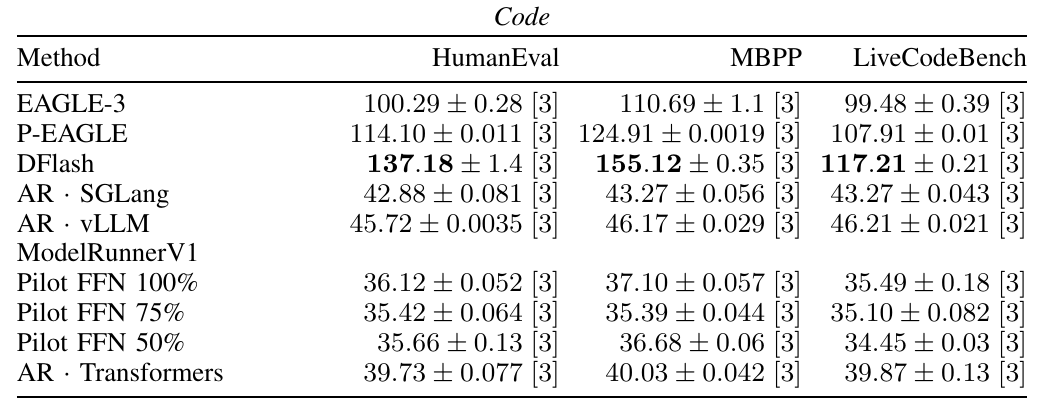 Code
Method HumanEval MBPP LiveCodeBench
EAGLE-3 100.29 ± 0.28 [3] 110.69 ± 1.1 [3] 99.48 ± 0.39 [3]
P-EAGLE 114.10 ± 0.011 [3] 124.91 ± 0.0019 [3] 107.91 ± 0.01 [3]
DFlash 137.18 ± 1.4 [3] 155.12 ± 0.35 [3] 117.21 ± 0.21 [3]
AR · SGLang 42.88 ± 0.081 [3] 43.27 ± 0.056 [3] 43.27 ± 0.043 [3]
AR · vLLM 45.72 ± 0.0035 [3] 46.17 ± 0.029 [3] 46.21 ± 0.021 [3]
ModelRunnerV1
Pilot FFN 100% 36.12 ± 0.052 [3] 37.10 ± 0.057 [3] 35.49 ± 0.18 [3]
Pilot FFN 75% 35.42 ± 0.064 [3] 35.39 ± 0.044 [3] 35.10 ± 0.082 [3]
Pilot FFN 50% 35.66 ± 0.13 [3] 36.68 ± 0.06 [3] 34.45 ± 0.03 [3]
AR · Transformers 39.73 ± 0.077 [3] 40.03 ± 0.042 [3] 39.87 ± 0.13 [3]